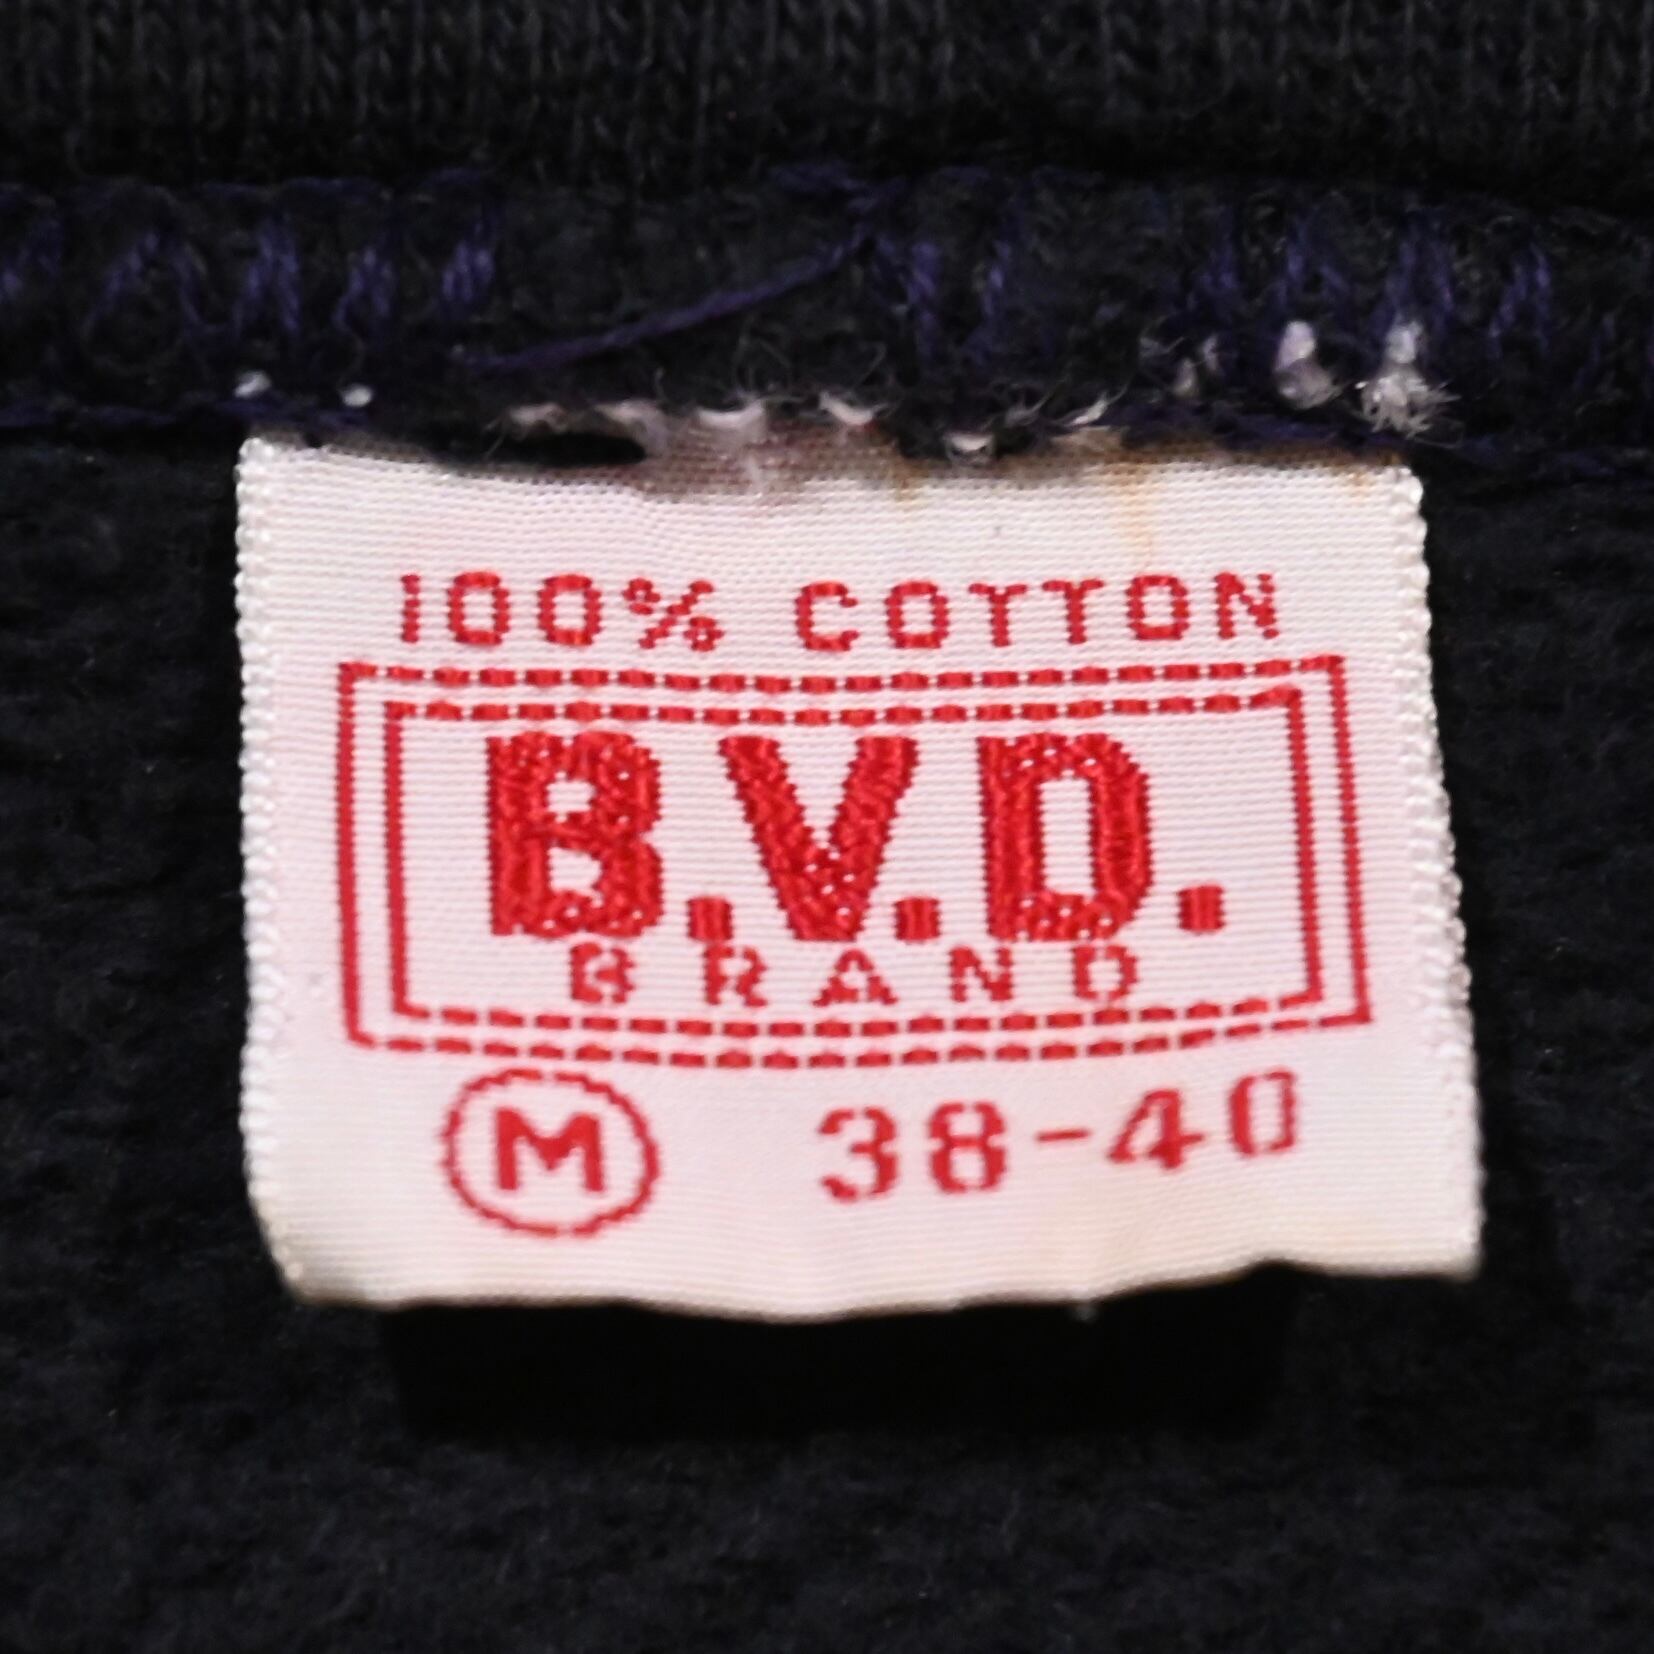 100% COTTON
B.V.D.
BRAND
M 38-40